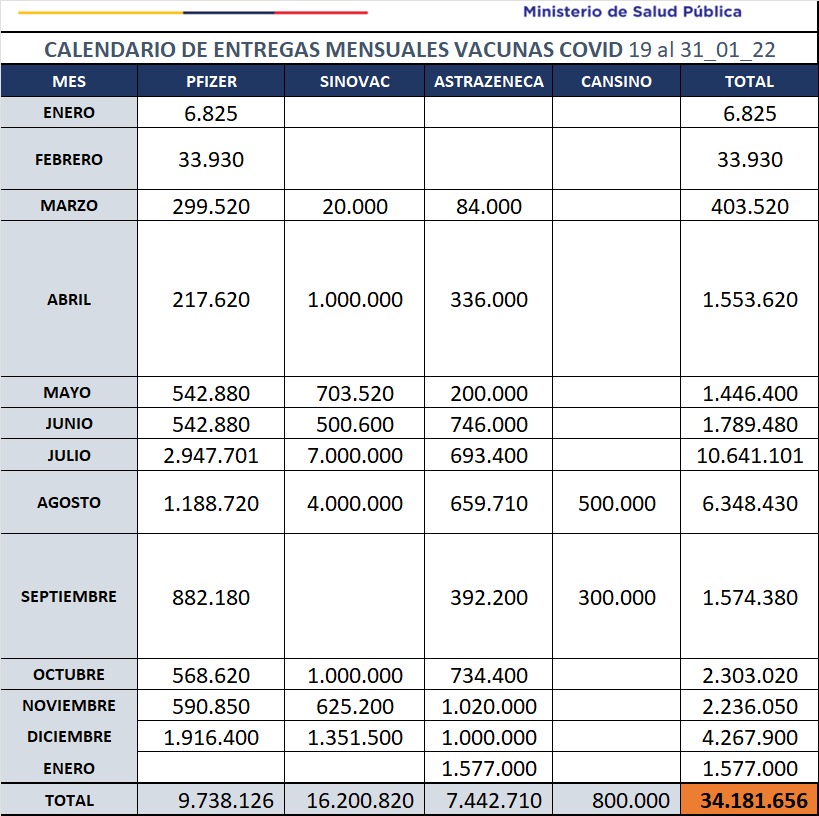 Ministerio de Salud Pública
CALENDARIO DE ENTREGAS MENSUALES VACUNAS COVID 19 al 31_01_22
MES PFIZER SINOVAC ASTRAZENECA CANSINO TOTAL
ENERO 6.825 6.825
FEBRERO 33.930 33.930
MARZO 299.520 20.000 84.000 403.520
ABRIL 217.620 1.000.000 336.000 1.553.620
MAYO 542.880 703.520 200.000 1.446.400
JUNIO 542.880 500.600 746.000 1.789.480
JULIO 2.947.701 7.000.000 693.400 10.641.101
AGOSTO 1.188.720 4.000.000 659.710 500.000 6.348.430
SEPTIEMBRE 882.180 392.200 300.000 1.574.380
OCTUBRE 568.620 1.000.000 734.400 2.303.020
NOVIEMBRE 590.850 625.200 1.020.000 2.236.050
DICIEMBRE 1.916.400 1.351.500 1.000.000 4.267.900
ENERO 1.577.000 1.577.000
TOTAL 9.738.126 16.200.820 7.442.710 800.000 34.181.656